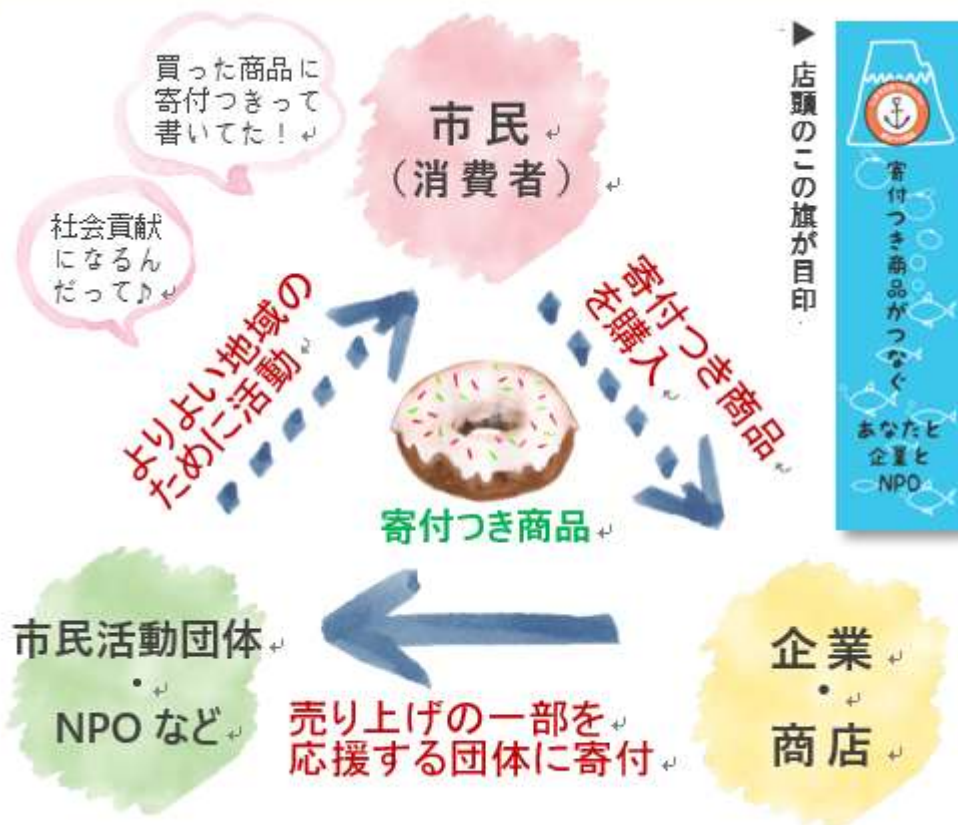 買った商品に
寄付つきって
書いてた！
社会貢献
になるん
だって♪
市民
（消費者）
▶店頭のこの旗が目印
寄付つき商品がつなぐ
あなたと
企業と
NPO
よりよい地域の
ために活動
寄付つき商品
を購入
寄付つき商品
市民活動団体
・
NPO など
売り上げの一部を
応援する団体に寄付
企業
・
商店